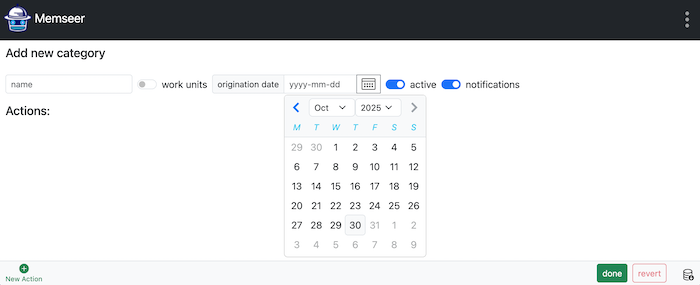 Memseer
Add new category
name work units origination date yyyy-mm-dd active notifications
Actions:
Oct 2025
M T W T F S S
29 30 1 2 3 4 5
6 7 8 9 10 11 12
13 14 15 16 17 18 19
20 21 22 23 24 25 26
27 28 29 30 31 1 2
3 4 5 6 7 8 9
New Action done revert